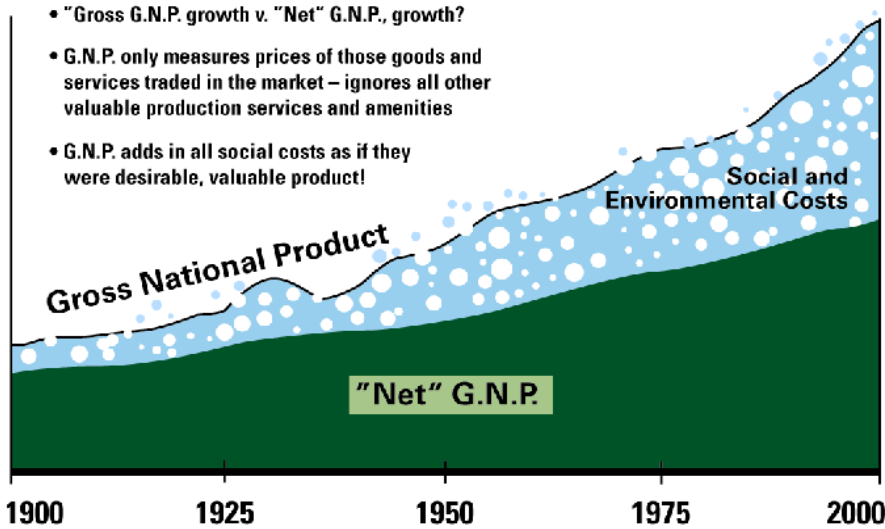 • ”Gross G.N.P. growth v. ”Net” G.N.P., growth?
• G.N.P. only measures prices of those goods and
services traded in the market – ignores all other
valuable production services and amenities
• G.N.P. adds in all social costs as if they
were desirable, valuable product!
Social and
Environmental Costs
Gross National Product
”Net” G.N.P.
1900 1925 1950 1975 2000